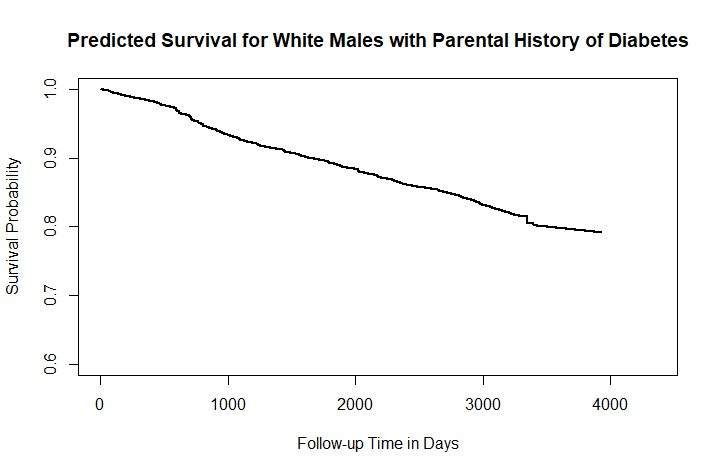 Predicted Survival for White Males with Parental History of Diabetes
Survival Probability
1.0
0.9
0.8
0.7
0.6
0 1000 2000 3000 4000
Follow-up Time in Days